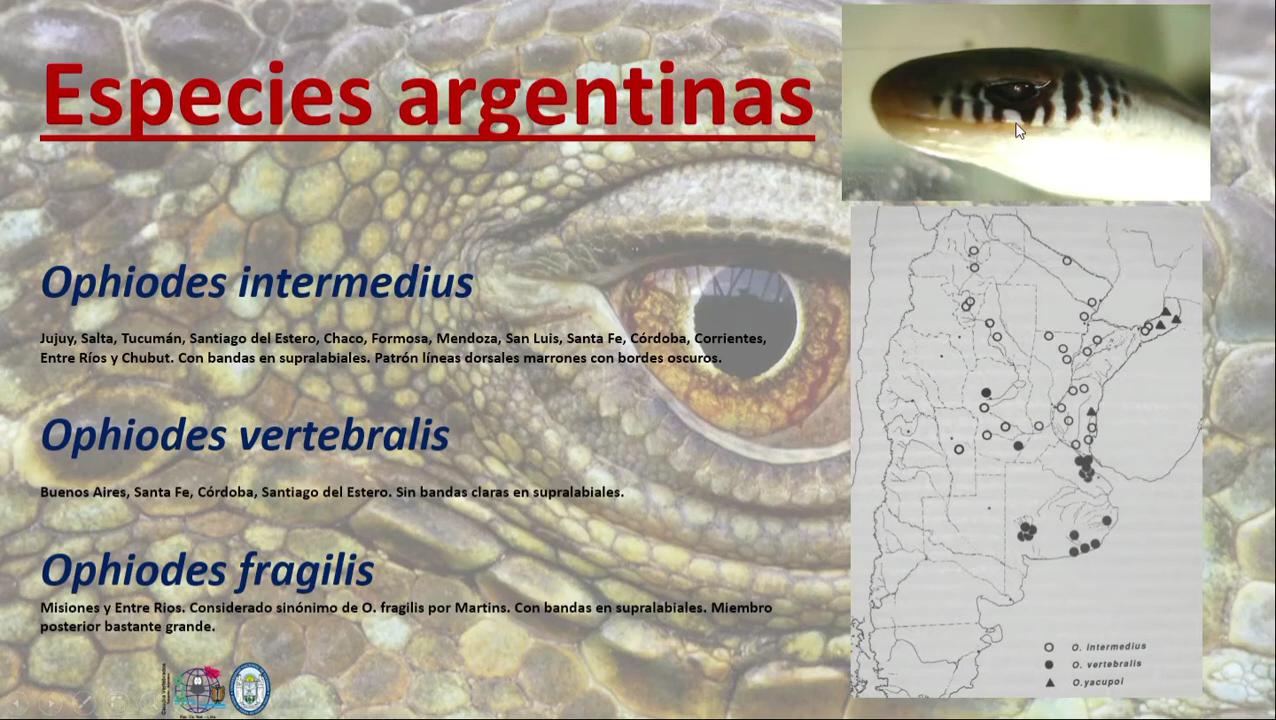 Especies argentinas
Ophiodes intermedius
Jujuy, Salta, Tucumán, Santiago del Estero, Chaco, Formosa, Mendoza, San Luis, Santa Fe, Córdoba, Corrientes,
Entre Ríos y Chubut. Con bandas en supralabiales. Patrón líneas dorsales marrones con bordes oscuros.
Ophiodes vertebralis
Buenos Aires, Santa Fe, Córdoba, Santiago del Estero. Sin bandas claras en supralabiales.
Ophiodes fragilis
Misiones y Entre Rios. Considerado sinónimo de O. fragilis por Martins. Con bandas en supralabiales. Miembro
posterior bastante grande.
O. intermedius
O. vertebralis
O.yacupoi